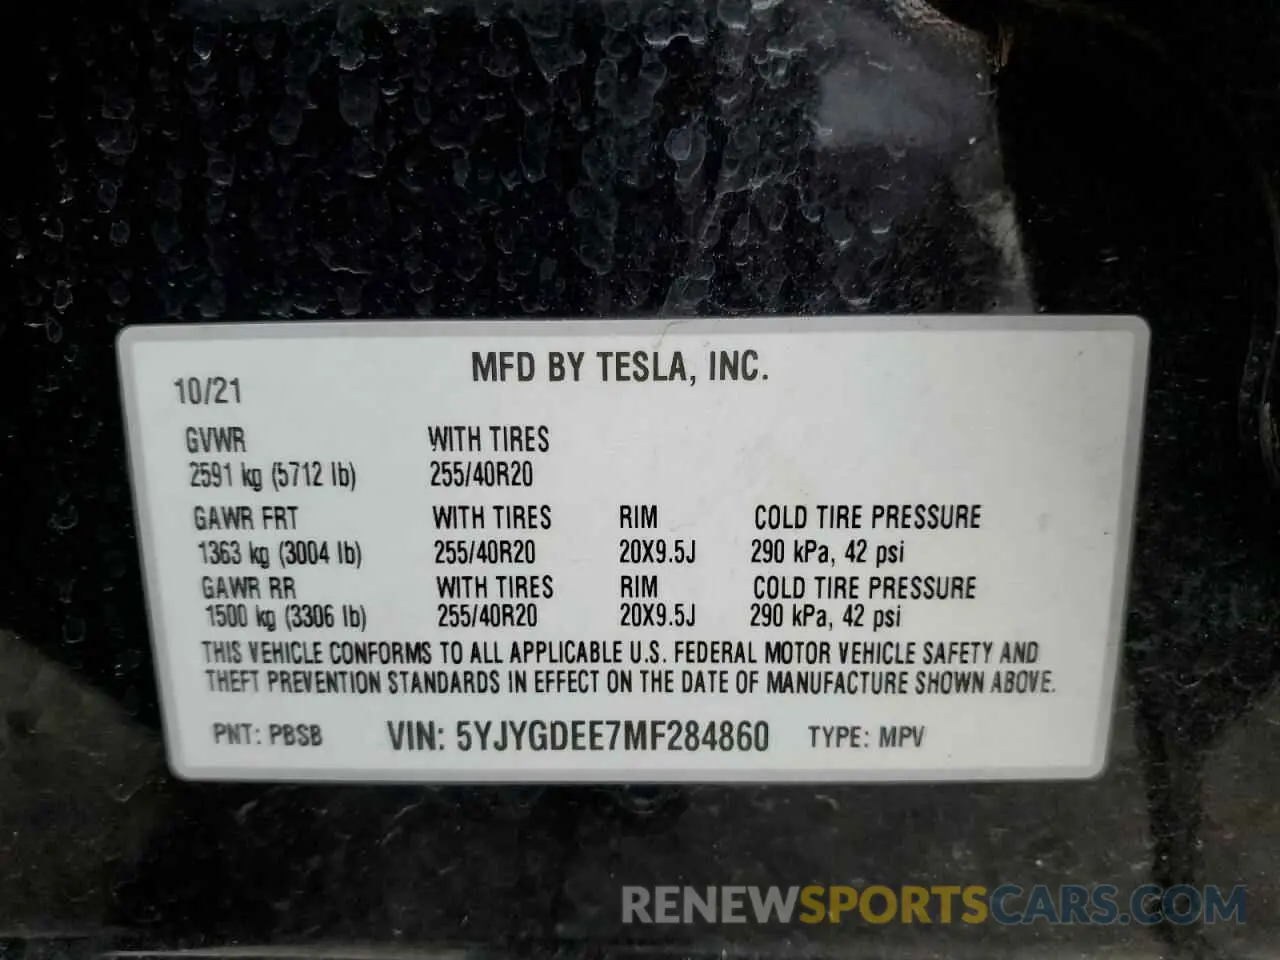 MFD BY TESLA, INC.
10/21
GVWR WITH TIRES
2591 kg (5712 lb) 255/40R20
GAWR FRT WITH TIRES RIM COLD TIRE PRESSURE
1363 kg (3004 lb) 255/40R20 20X9.5J 290 kPa, 42 psi
GAWR RR WITH TIRES RIM COLD TIRE PRESSURE
1500 kg (3306 lb) 255/40R20 20X9.5J 290 kPa, 42 psi
THIS VEHICLE CONFORMS TO ALL APPLICABLE U.S. FEDERAL MOTOR VEHICLE SAFETY AND
THEFT PREVENTION STANDARDS IN EFFECT ON THE DATE OF MANUFACTURE SHOWN ABOVE.
PNT: PBSB VIN: 5YJYGDEE7MF284860 TYPE: MPV
RENEWSPORTSCARS.COM